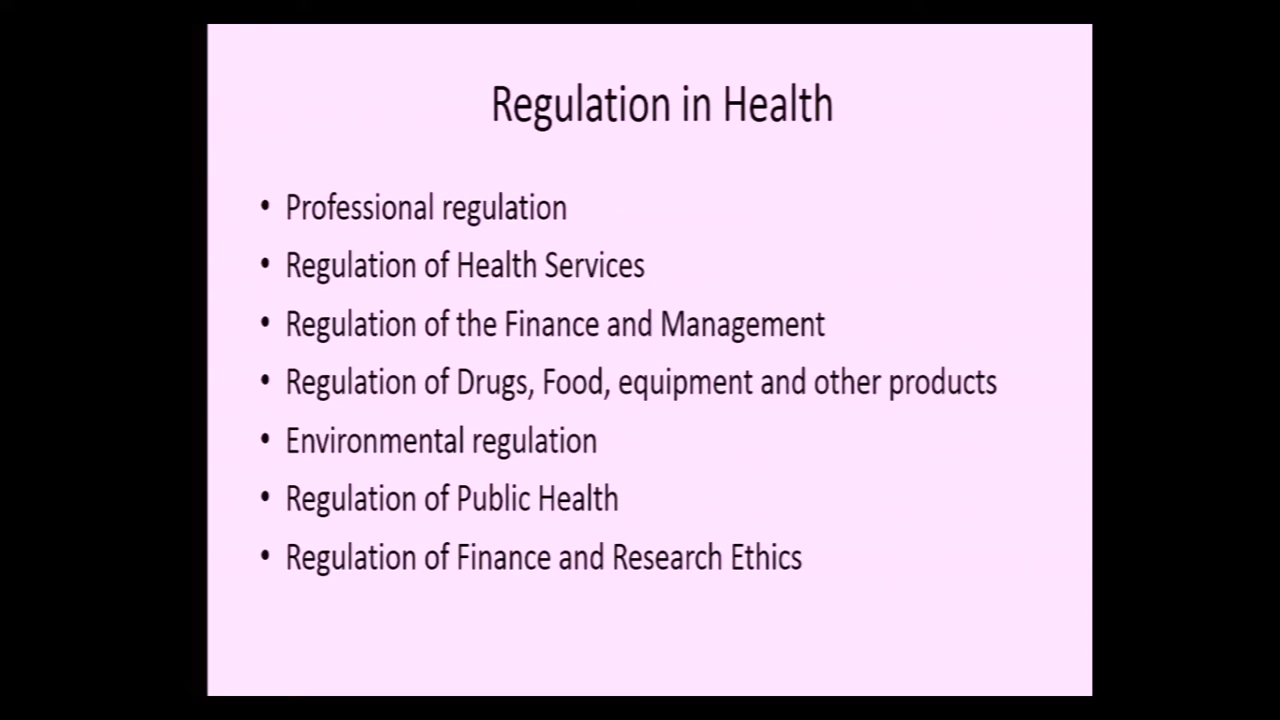 Regulation in Health
• Professional regulation
• Regulation of Health Services
• Regulation of the Finance and Management
• Regulation of Drugs, Food, equipment and other products
• Environmental regulation
• Regulation of Public Health
• Regulation of Finance and Research Ethics